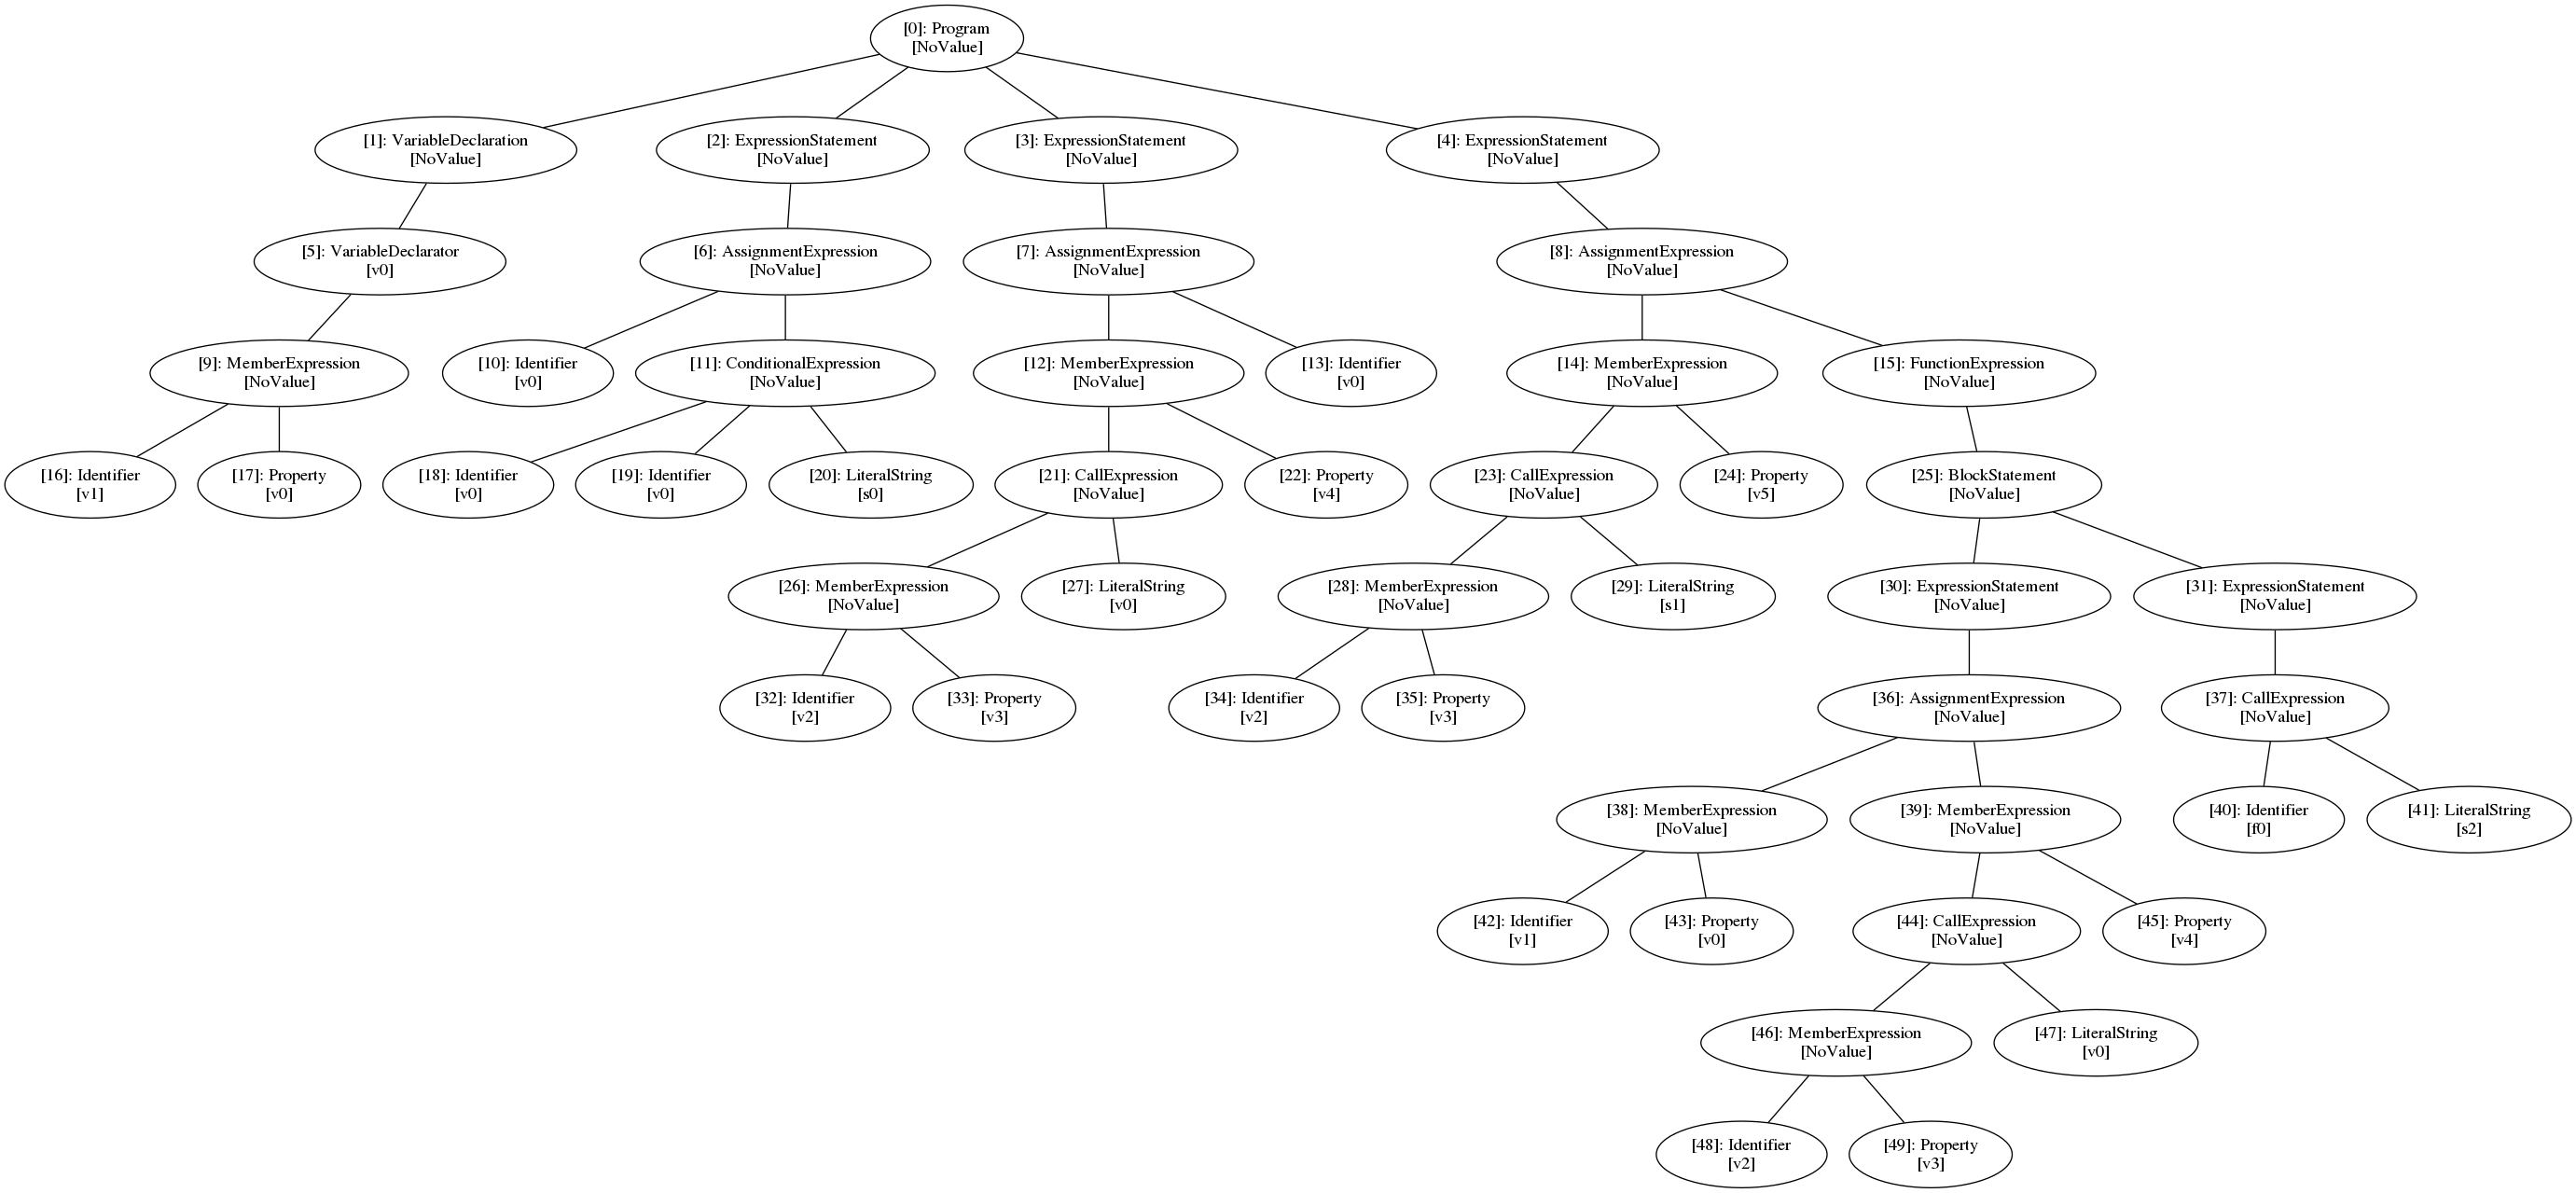 [0]: Program
[NoValue]
[1]: VariableDeclaration
[NoValue]
[2]: ExpressionStatement
[NoValue]
[3]: ExpressionStatement
[NoValue]
[4]: ExpressionStatement
[NoValue]
[5]: VariableDeclarator
[v0]
[6]: AssignmentExpression
[NoValue]
[7]: AssignmentExpression
[NoValue]
[8]: AssignmentExpression
[NoValue]
[9]: MemberExpression
[NoValue]
[10]: Identifier
[v0]
[11]: ConditionalExpression
[NoValue]
[12]: MemberExpression
[NoValue]
[13]: Identifier
[v0]
[14]: MemberExpression
[NoValue]
[15]: FunctionExpression
[NoValue]
[16]: Identifier
[v1]
[17]: Property
[v0]
[18]: Identifier
[v0]
[19]: Identifier
[v0]
[20]: LiteralString
[s0]
[21]: CallExpression
[NoValue]
[22]: Property
[v4]
[23]: CallExpression
[NoValue]
[24]: Property
[v5]
[25]: BlockStatement
[NoValue]
[26]: MemberExpression
[NoValue]
[27]: LiteralString
[v0]
[28]: MemberExpression
[NoValue]
[29]: LiteralString
[s1]
[30]: ExpressionStatement
[NoValue]
[31]: ExpressionStatement
[NoValue]
[32]: Identifier
[v2]
[33]: Property
[v3]
[34]: Identifier
[v2]
[35]: Property
[v3]
[36]: AssignmentExpression
[NoValue]
[37]: CallExpression
[NoValue]
[38]: MemberExpression
[NoValue]
[39]: MemberExpression
[NoValue]
[40]: Identifier
[f0]
[41]: LiteralString
[s2]
[42]: Identifier
[v1]
[43]: Property
[v0]
[44]: CallExpression
[NoValue]
[45]: Property
[v4]
[46]: MemberExpression
[NoValue]
[47]: LiteralString
[v0]
[48]: Identifier
[v2]
[49]: Property
[v3]